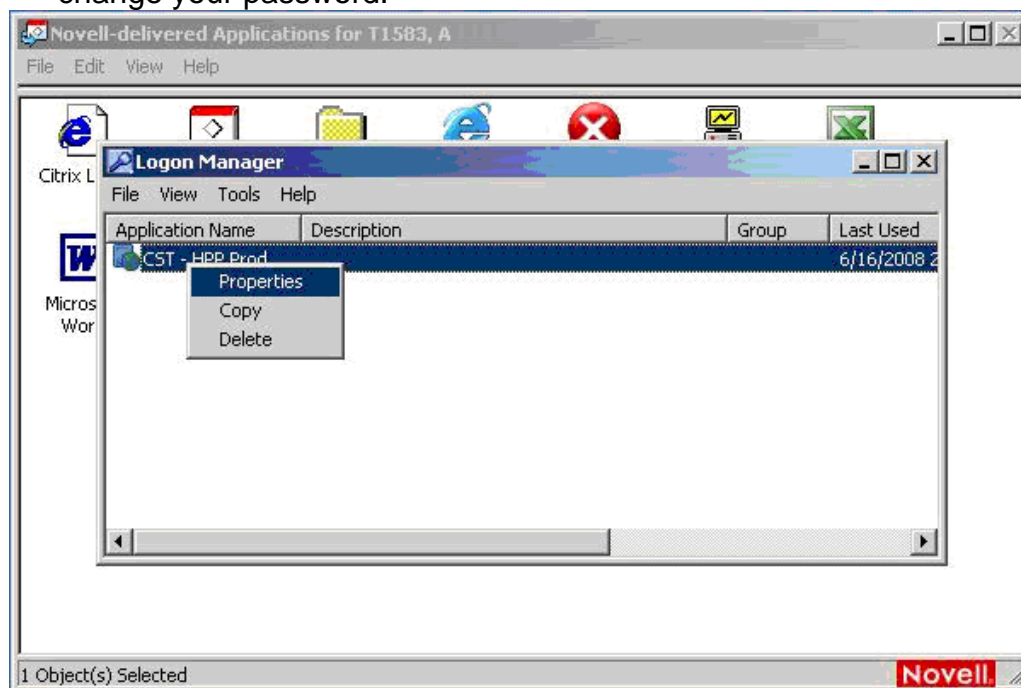 change your password.
Novell-delivered Applications for T1583, A
File Edit View Help
Citrix L
Logon Manager
File View Tools Help
Application Name Description Group Last Used
CST - HPP Prod 6/16/2008 2
Properties
Copy
Delete
Micros
Wor
1 Object(s) Selected
Novell.